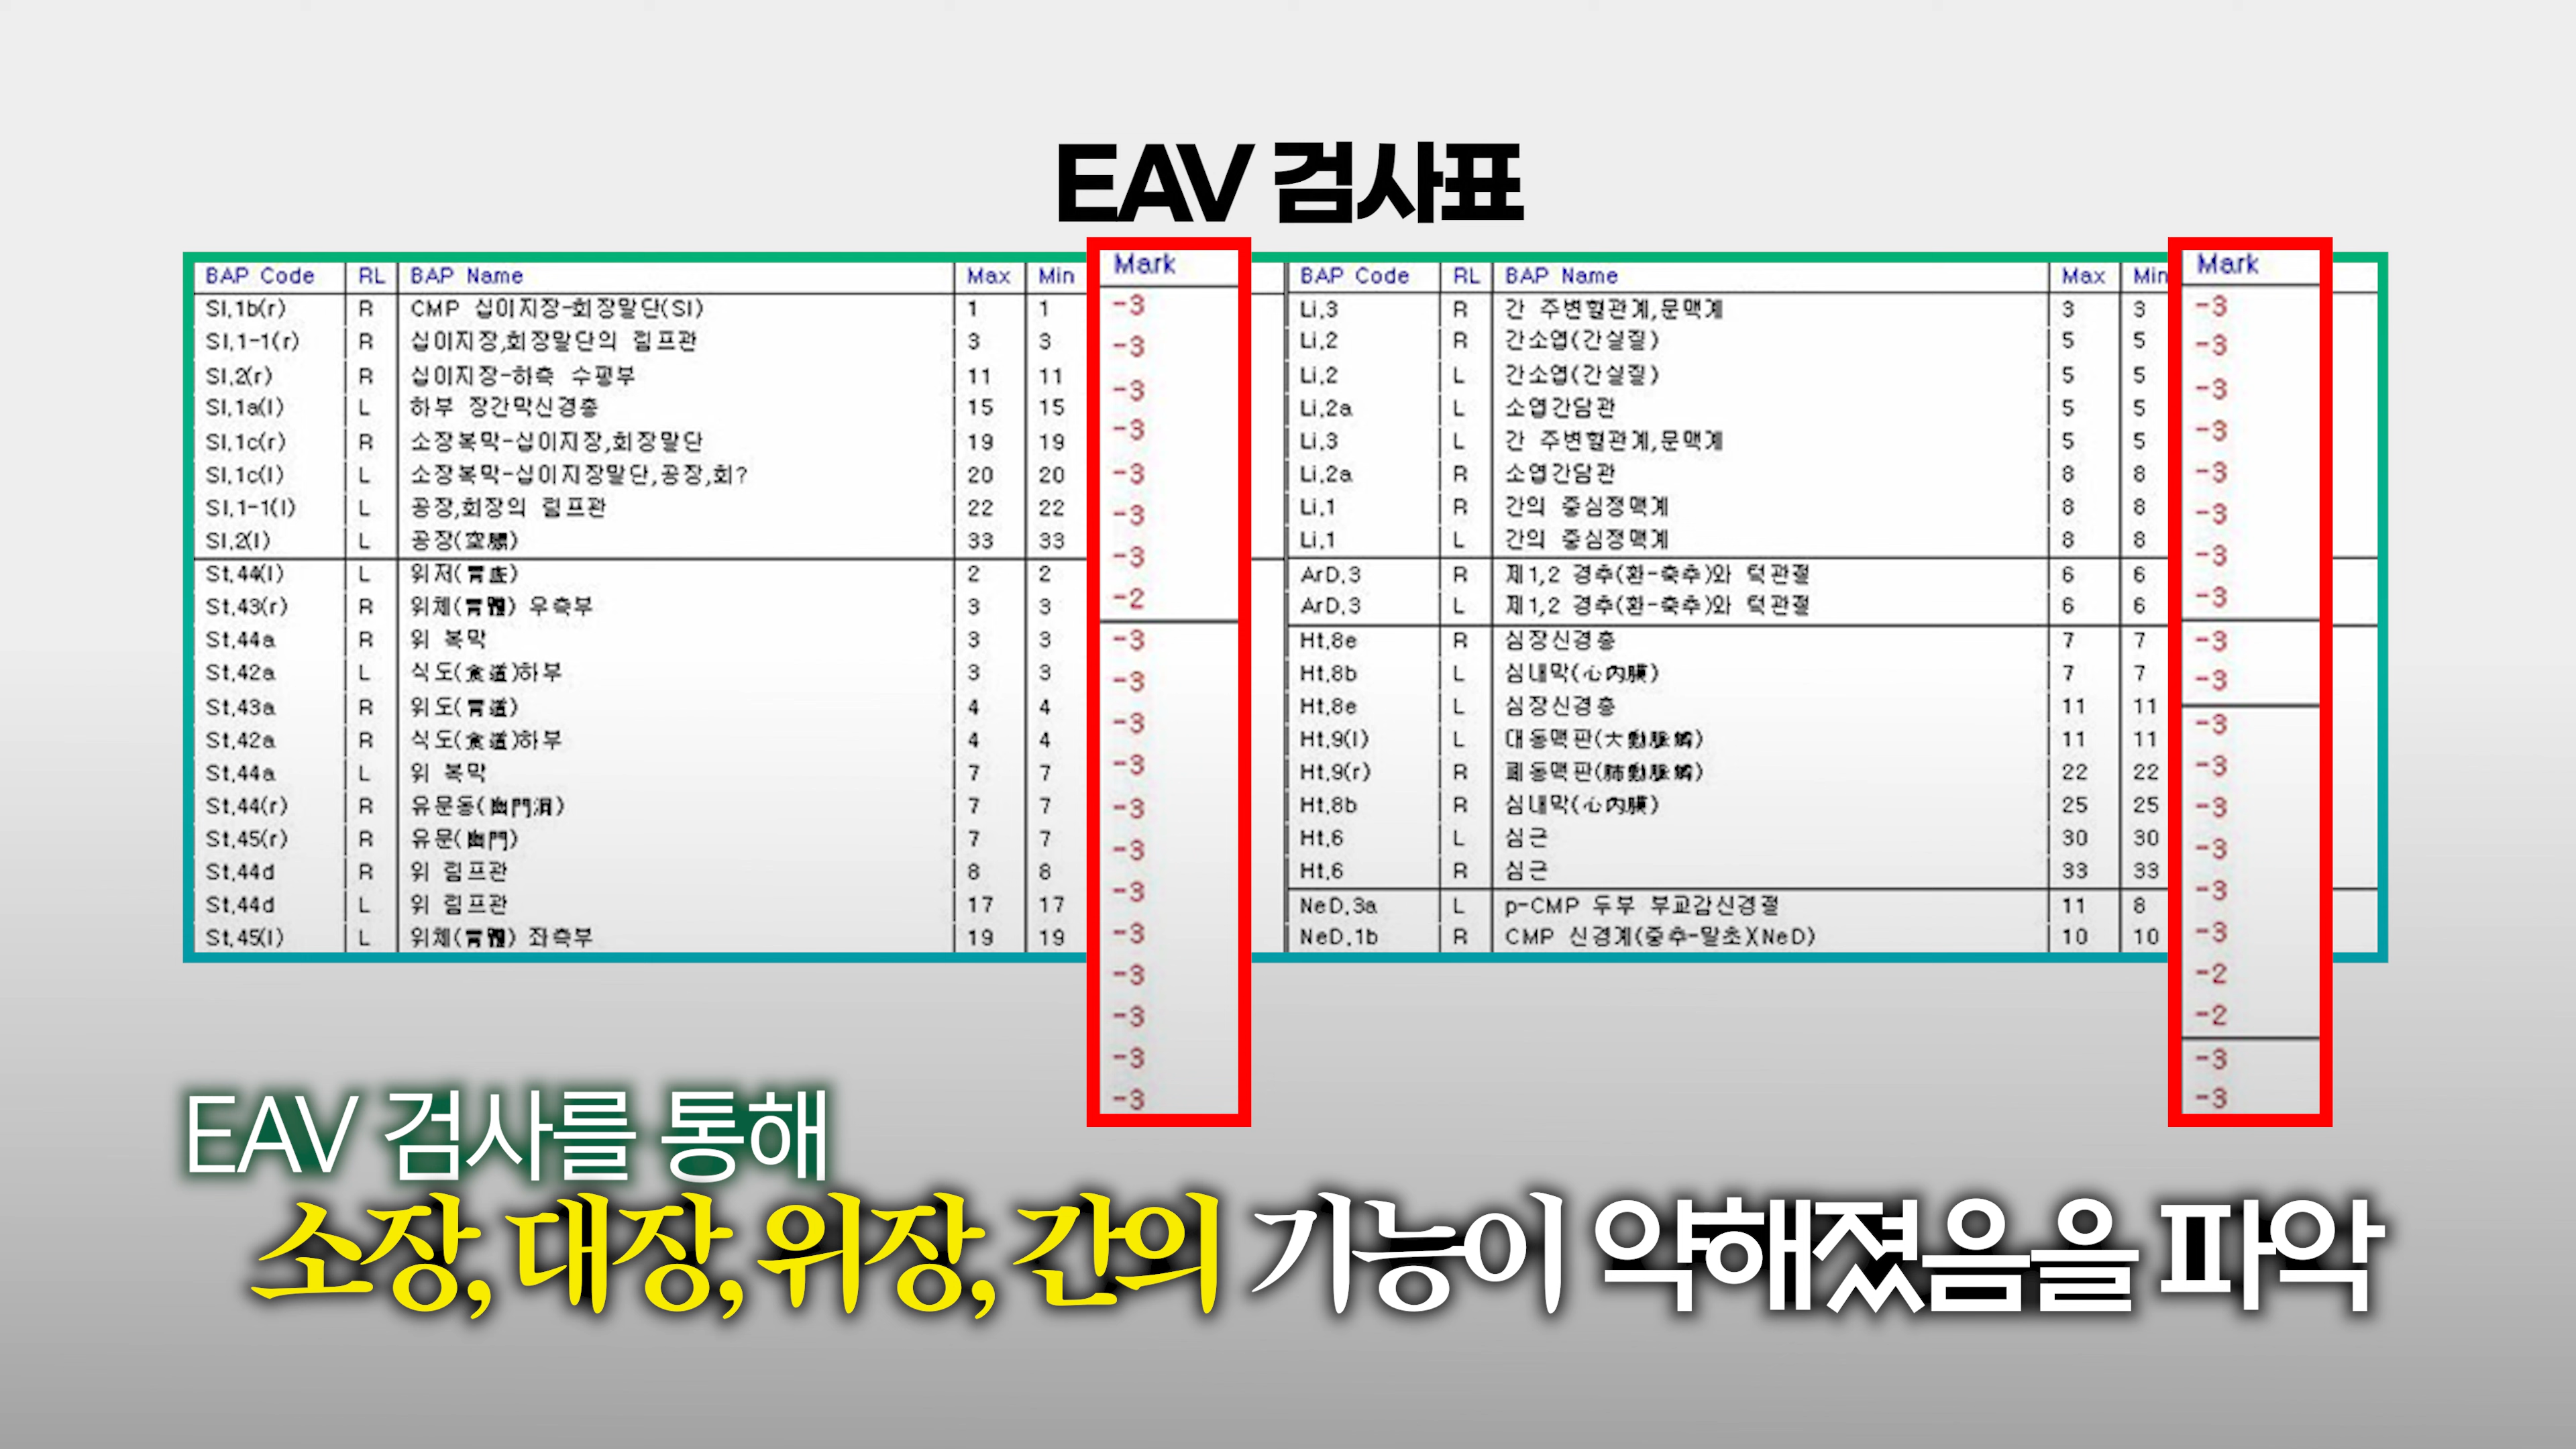 EAV 검사표
BAP Code RL BAP Name Max Min Mark
SI.1b(r) R CMP 십이지장-회장말단(SI) 1 1 -3
SI.1-1(r) R 십이지장,회장말단의 림프관 3 3 -3
SI.2(r) R 십이지장-하측 수평부 11 11 -3
SI.1a(l) L 하부 장간막신경총 15 15 -3
SI.1c(r) R 소장복막-십이지장,회장말단 19 19 -3
SI.1c(l) L 소장복막-십이지장말단,공장,회? 20 20 -3
SI.1-1(l) L 공장,회장의 림프관 22 22 -3
SI.2(l) L 공장(空腸) 33 33 -2
St.44(l) L 위저(胃底) 2 2 -3
St.43(r) R 위체(胃體) 우측부 3 3 -3
St.44a R 위 복막 3 3 -3
St.42a L 식도(食道)하부 3 3 -3
St.43a R 위도(胃道) 4 4 -3
St.42a R 식도(食道)하부 4 4 -3
St.44a L 위 복막 7 7 -3
St.44(r) R 유문동(幽門洞) 7 7 -3
St.45(r) R 유문(幽門) 7 7 -3
St.44d R 위 림프관 8 8 -3
St.44d L 위 림프관 17 17 -3
St.45(l) L 위체(胃體) 좌측부 19 19 -3
BAP Code RL BAP Name Max Min Mark
Li.3 R 간 주변혈관계,문맥계 3 3 -3
Li.2 R 간소엽(간실질) 5 5 -3
Li.2 L 간소엽(간실질) 5 5 -3
Li.2a L 소엽간담관 5 5 -3
Li.3 L 간 주변혈관계,문맥계 5 5 -3
Li.2a R 소엽간담관 8 8 -3
Li.1 R 간의 중심정맥계 8 8 -3
Li.1 L 간의 중심정맥계 8 8 -3
ArD.3 R 제1,2 경추(환-축추)와 턱관절 6 6 -3
ArD.3 L 제1,2 경추(환-축추)와 턱관절 6 6 -3
Ht.8e R 심장신경총 7 7 -3
Ht.8b L 심내막(心內膜) 7 7 -3
Ht.8e L 심장신경총 11 11 -3
Ht.9(l) L 대동맥판(大動脈瓣) 11 11 -3
Ht.9(r) R 폐동맥판(肺動脈瓣) 22 22 -3
Ht.8b R 심내막(心內膜) 25 25 -3
Ht.6 L 심근 30 30 -2
Ht.6 R 심근 33 33 -2
NeD.3a L p-CMP 두부 부교감신경절 11 8 -3
NeD.1b R CMP 신경계(중추-말초)(NeD) 10 10 -3
EAV 검사를 통해
소장, 대장, 위장, 간의 기능이 약해졌음을 파악